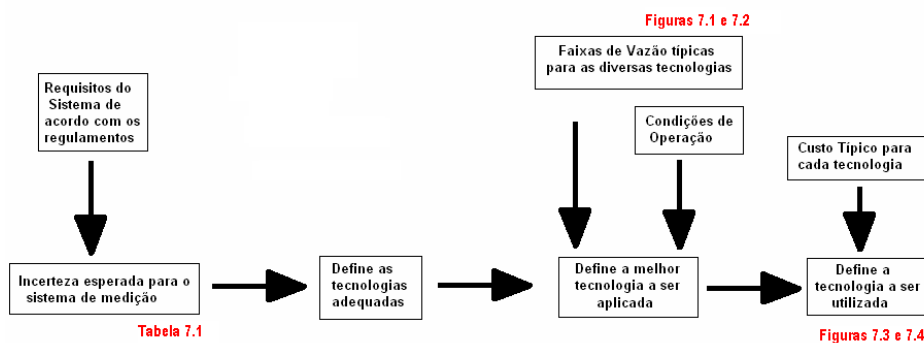 Figuras 7.1 e 7.2
Faixas de Vazão típicas
para as diversas tecnologias
Requisitos do
Sistema de
acordo com os
regulamentos
Condições de
Operação
Custo Típico para
cada tecnologia
Incerteza esperada para o
sistema de medição
Tabela 7.1
Define as
tecnologias
adequadas
Define a melhor
tecnologia a ser
aplicada
Define a
tecnologia a ser
utilizada
Figuras 7.3 e 7.4